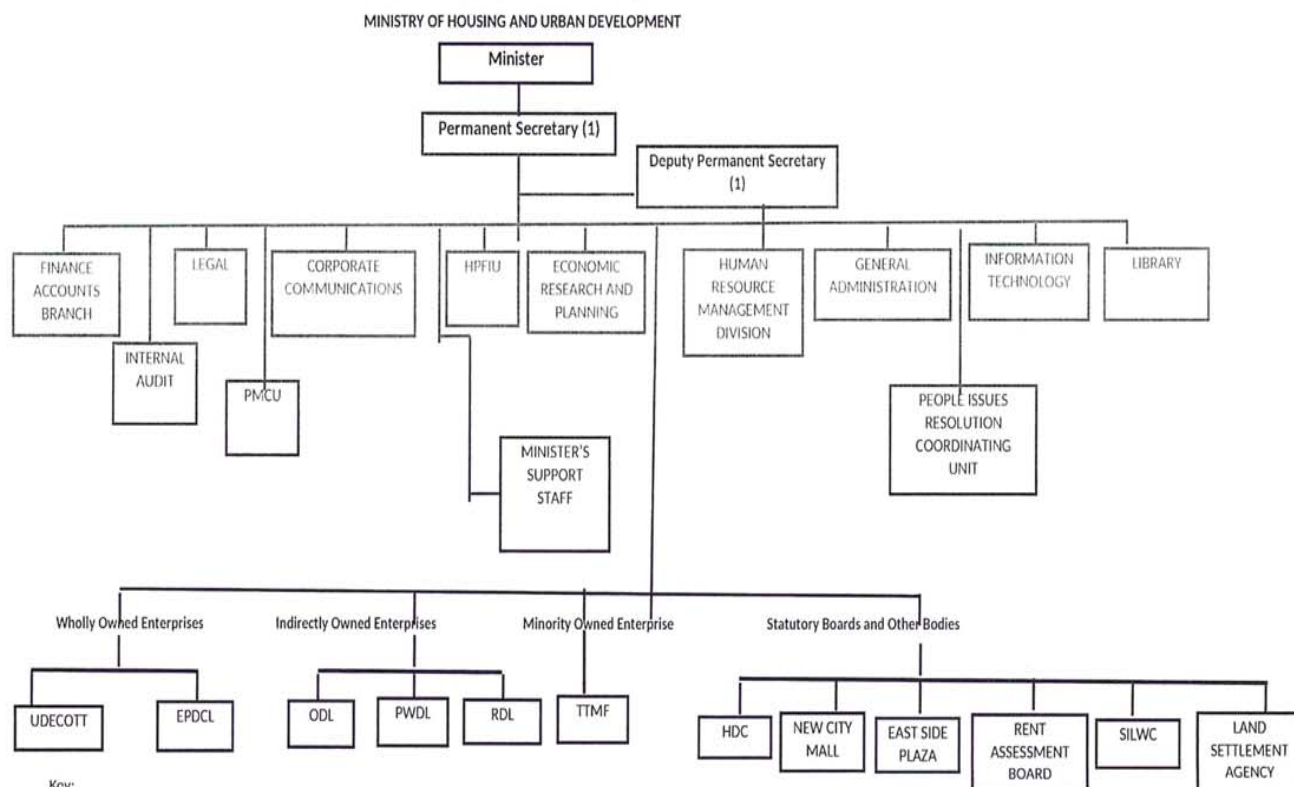 MINISTRY OF HOUSING AND URBAN DEVELOPMENT
Minister
Permanent Secretary (1)
Deputy Permanent Secretary
(1)
FINANCE
ACCOUNTS
BRANCH
LEGAL
CORPORATE
COMMUNICATIONS
HPFIU
ECONOMIC
RESEARCH AND
PLANNING
HUMAN
RESOURCE
MANAGEMENT
DIVISION
GENERAL
ADMINISTRATION
INFORMATION
TECHNOLOGY
LIBRARY
INTERNAL
AUDIT
PMCU
PEOPLE ISSUES
RESOLUTION
COORDINATING
UNIT
MINISTER'S
SUPPORT
STAFF
Wholly Owned Enterprises
Indirectly Owned Enterprises
Minority Owned Enterprise
Statutory Boards and Other Bodies
UDECOTT
EPDCL
ODL
PWDL
RDL
TTMF
HDC
NEW CITY
MALL
EAST SIDE
PLAZA
RENT
ASSESSMENT
BOARD
SILWC
LAND
SETTLEMENT
AGENCY
Key: